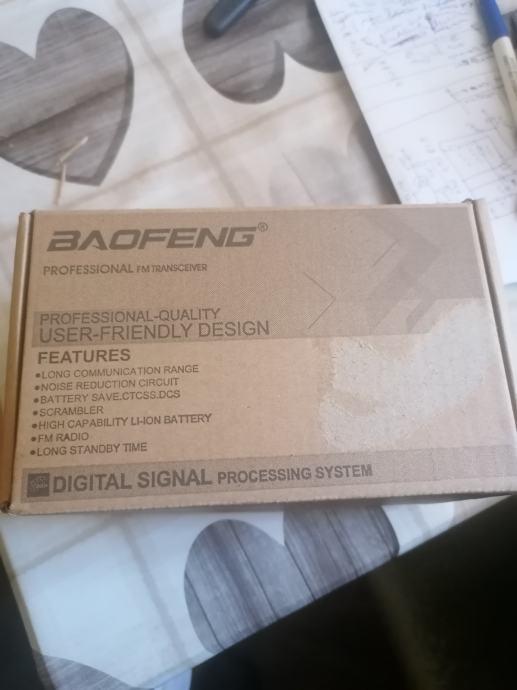 BAOFENG®
PROFESSIONAL FM TRANSCEIVER
PROFESSIONAL-QUALITY
USER-FRIENDLY DESIGN
FEATURES
●LONG COMMUNICATION RANGE
●NOISE REDUCTION CIRCUIT
●BATTERY SAVE.CTCSS.DCS
●SCRAMBLER
●HIGH CAPABILITY LI-ION BATTERY
●FM RADIO
●LONG STANDBY TIME
DIGITAL SIGNAL PROCESSING SYSTEM